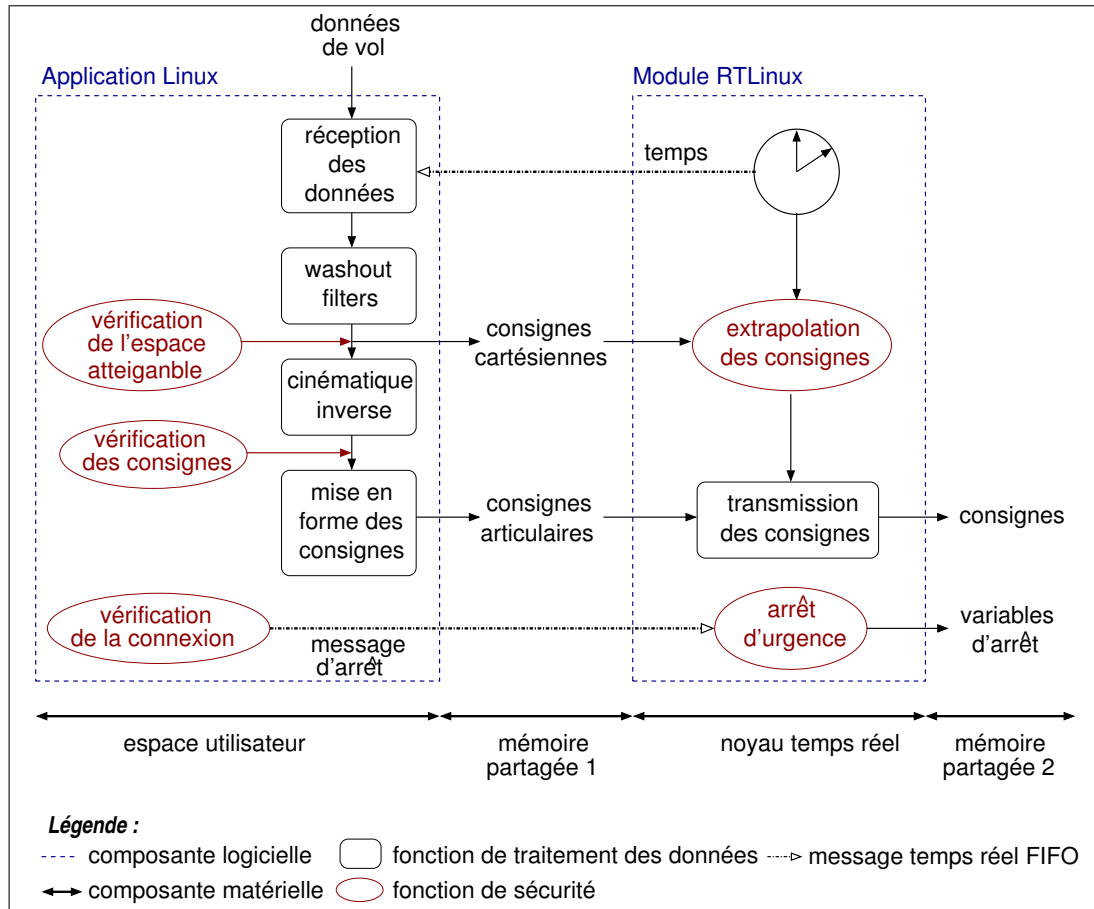 données
de vol
Application Linux
Module RTLinux
réception
des
données
temps
washout
filters
vérification
de l'espace
atteiganble
consignes
cartésiennes
extrapolation
des consignes
cinématique
inverse
vérification
des consignes
mise en
forme des
consignes
consignes
articulaires
transmission
des consignes
consignes
vérification
de la connexion
message
d'arrêt
arrêt
d'urgence
variables
d'arrêt
espace utilisateur
mémoire
partagée 1
noyau temps réel
mémoire
partagée 2
Légende :
composante logicielle
fonction de traitement des données
message temps réel FIFO
composante matérielle
fonction de sécurité